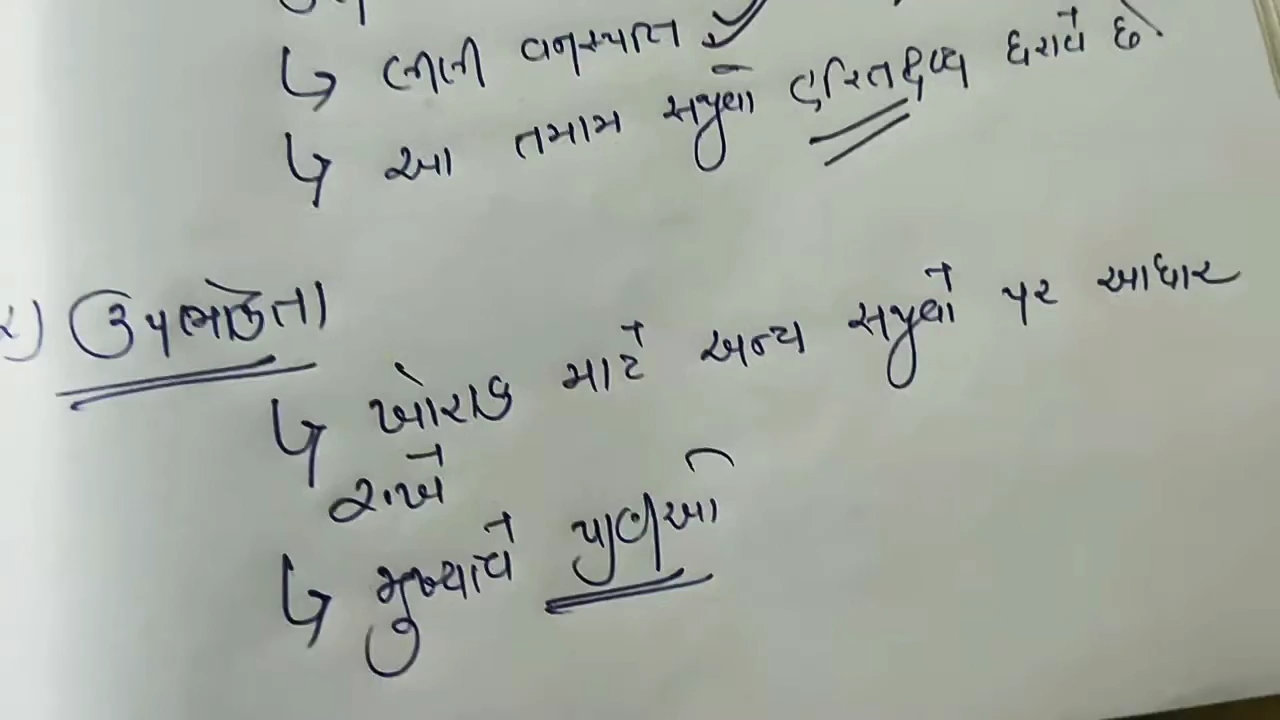 ↳ લીલી વનસ્પતિ ✓
↳ આ તમામ સજીવો હરિતદ્રવ્ય ધરાવે છે.
૨) ઉપભોક્તા
↳ ખોરાક માટે અન્ય સજીવો પર આધાર
રાખે
↳ મુખ્યત્વે પ્રાણીઓ